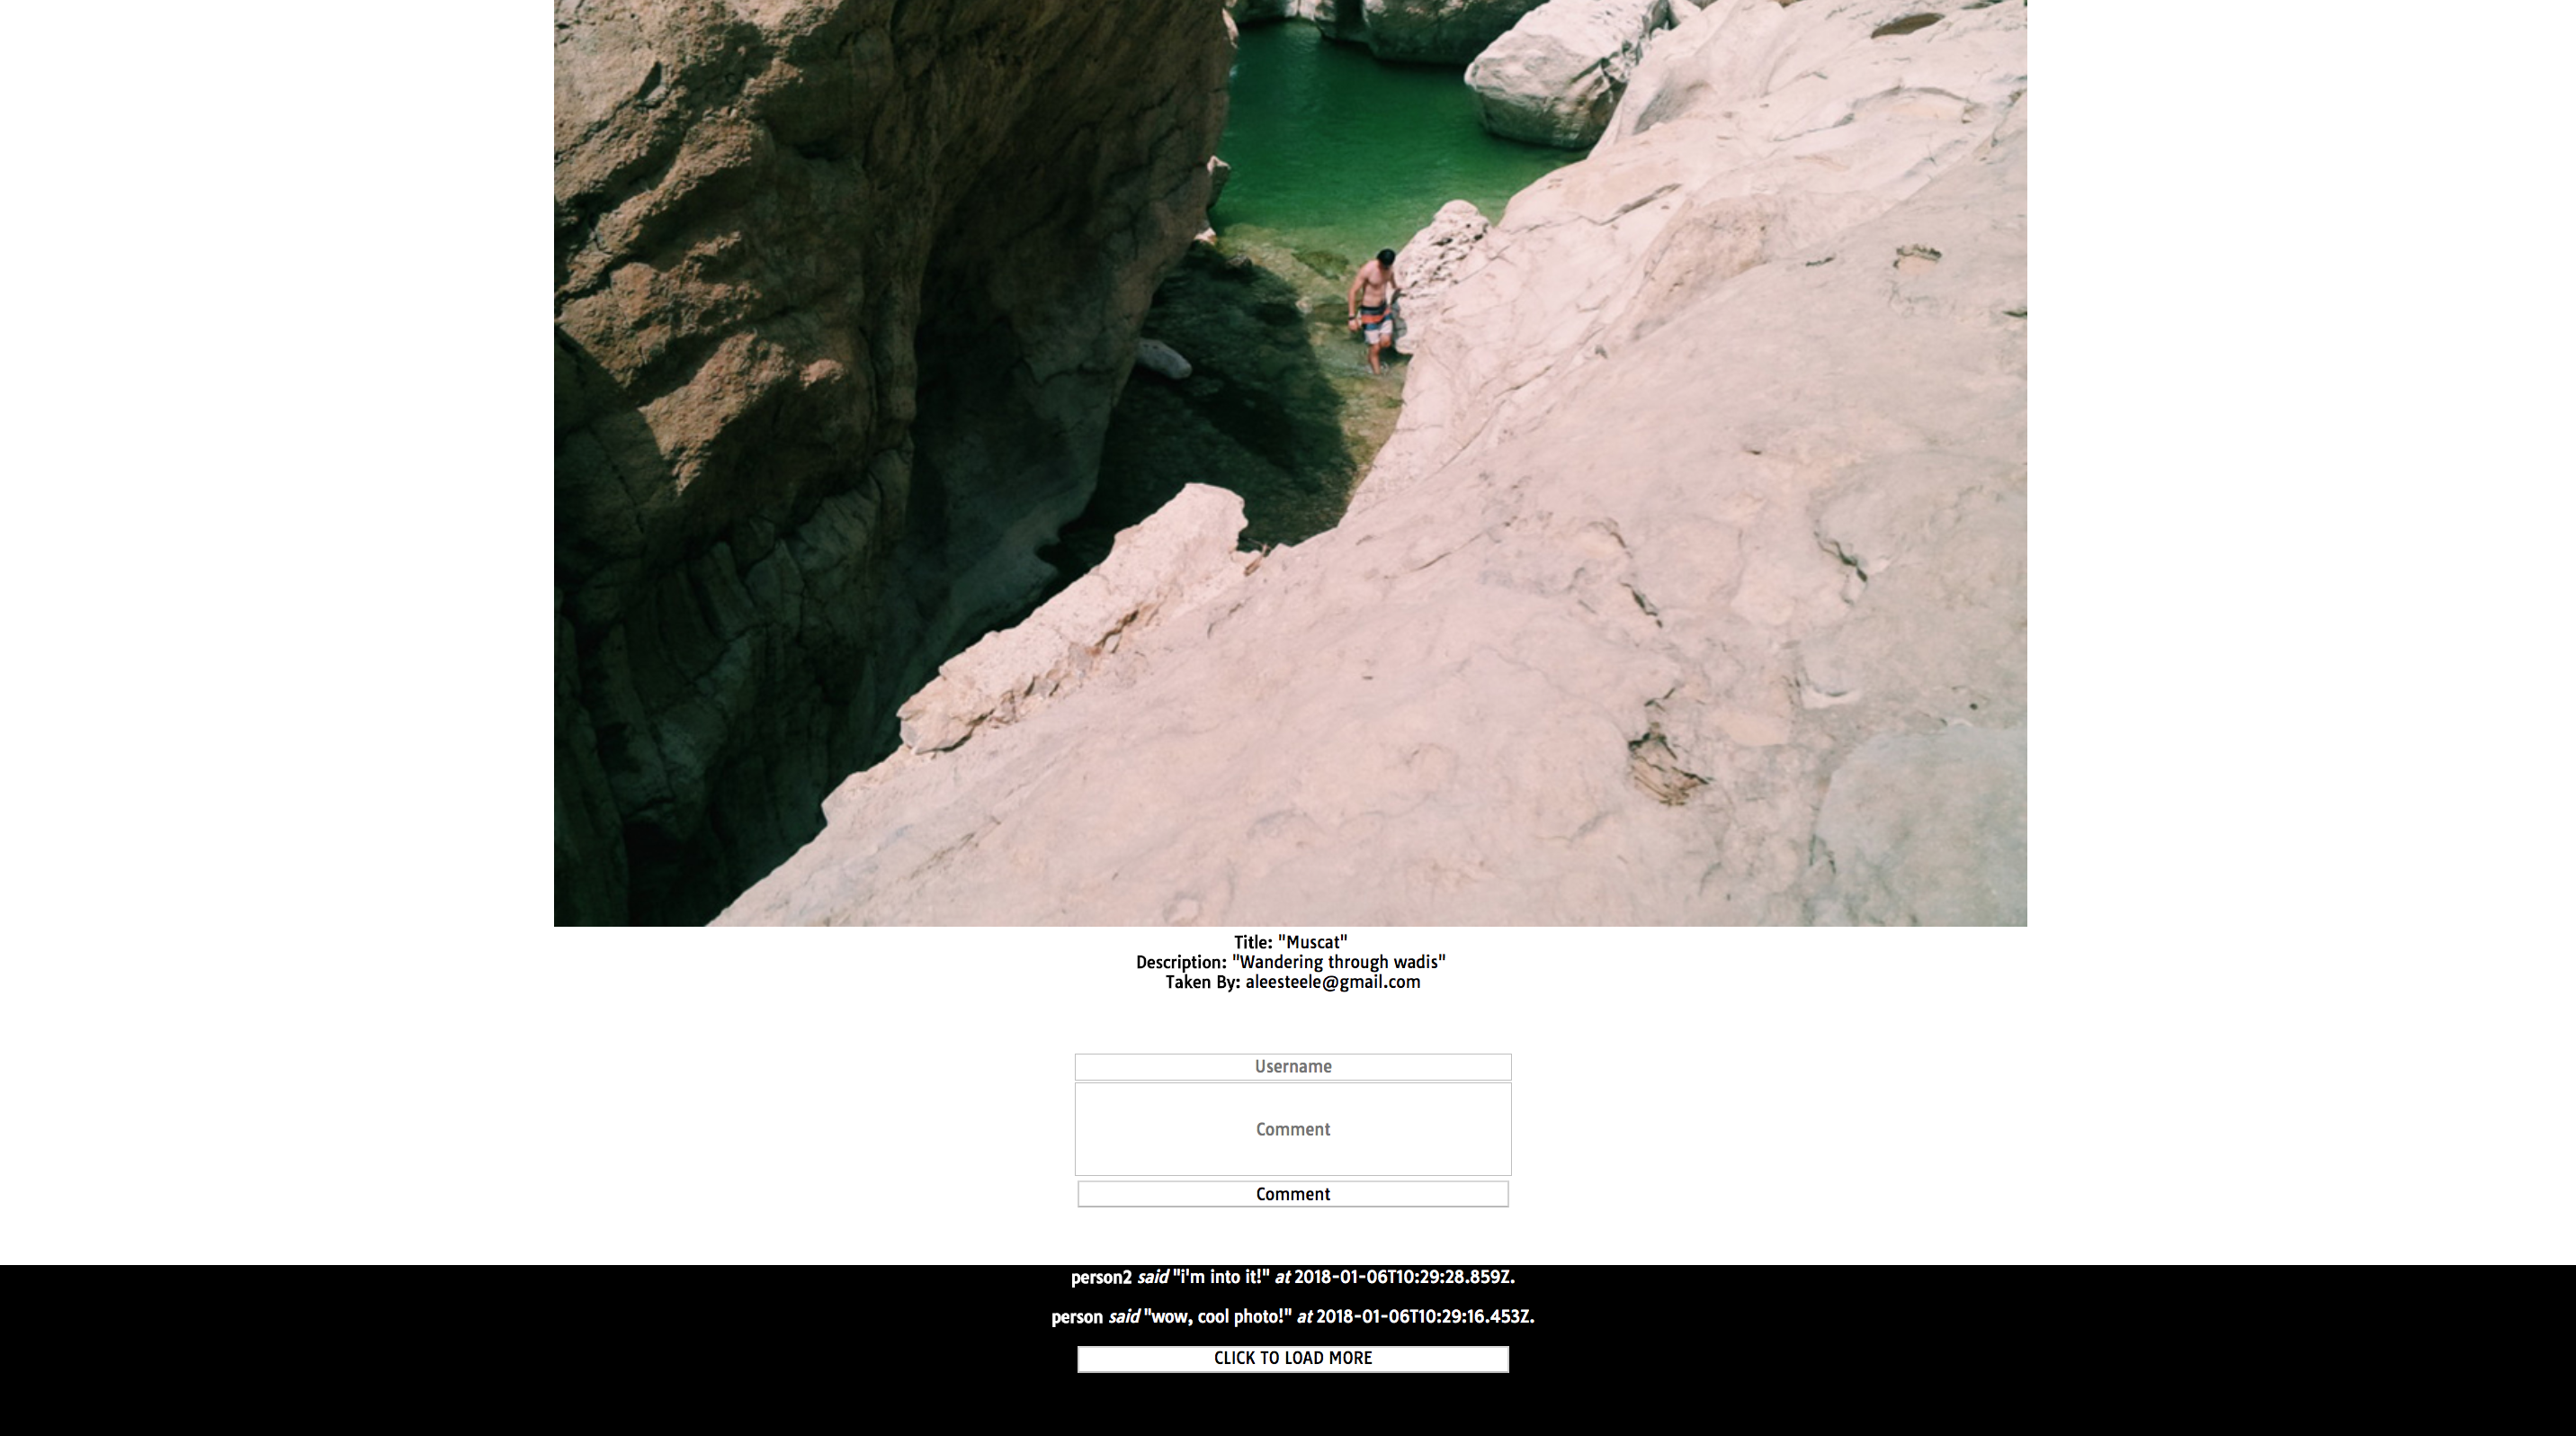 Title: "Muscat"
Description: "Wandering through wadis"
Taken By: aleesteele@gmail.com
Username
Comment
Comment
person2 said "i'm into it!" at 2018-01-06T10:29:28.859Z.
person said "wow, cool photo!" at 2018-01-06T10:29:16.453Z.
CLICK TO LOAD MORE